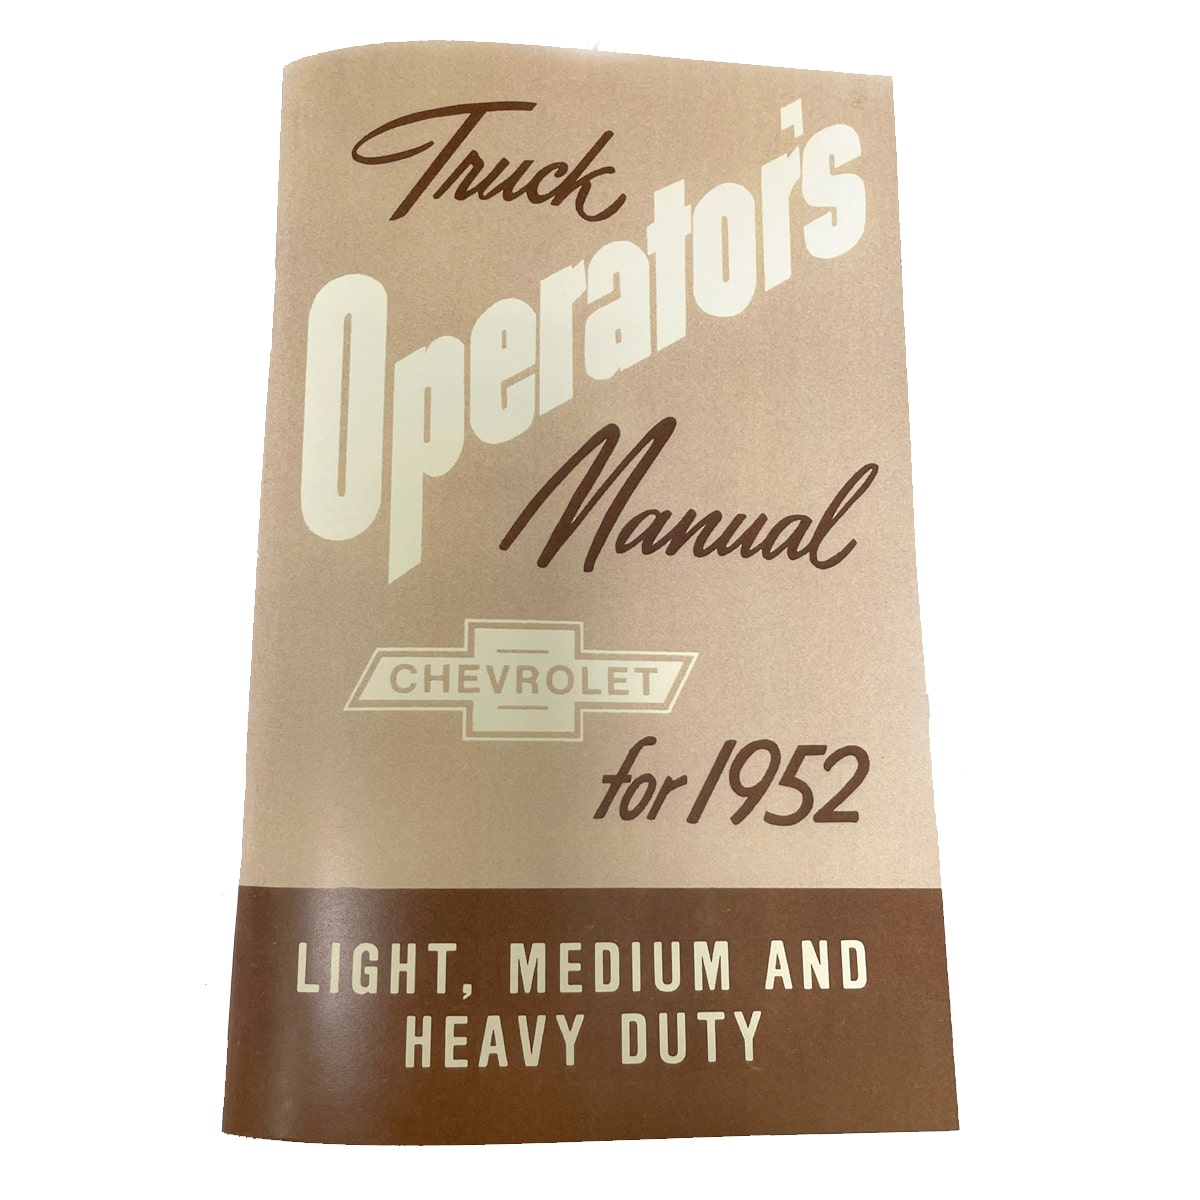 Truck
Operator's
Manual
CHEVROLET
for 1952
LIGHT, MEDIUM AND
HEAVY DUTY